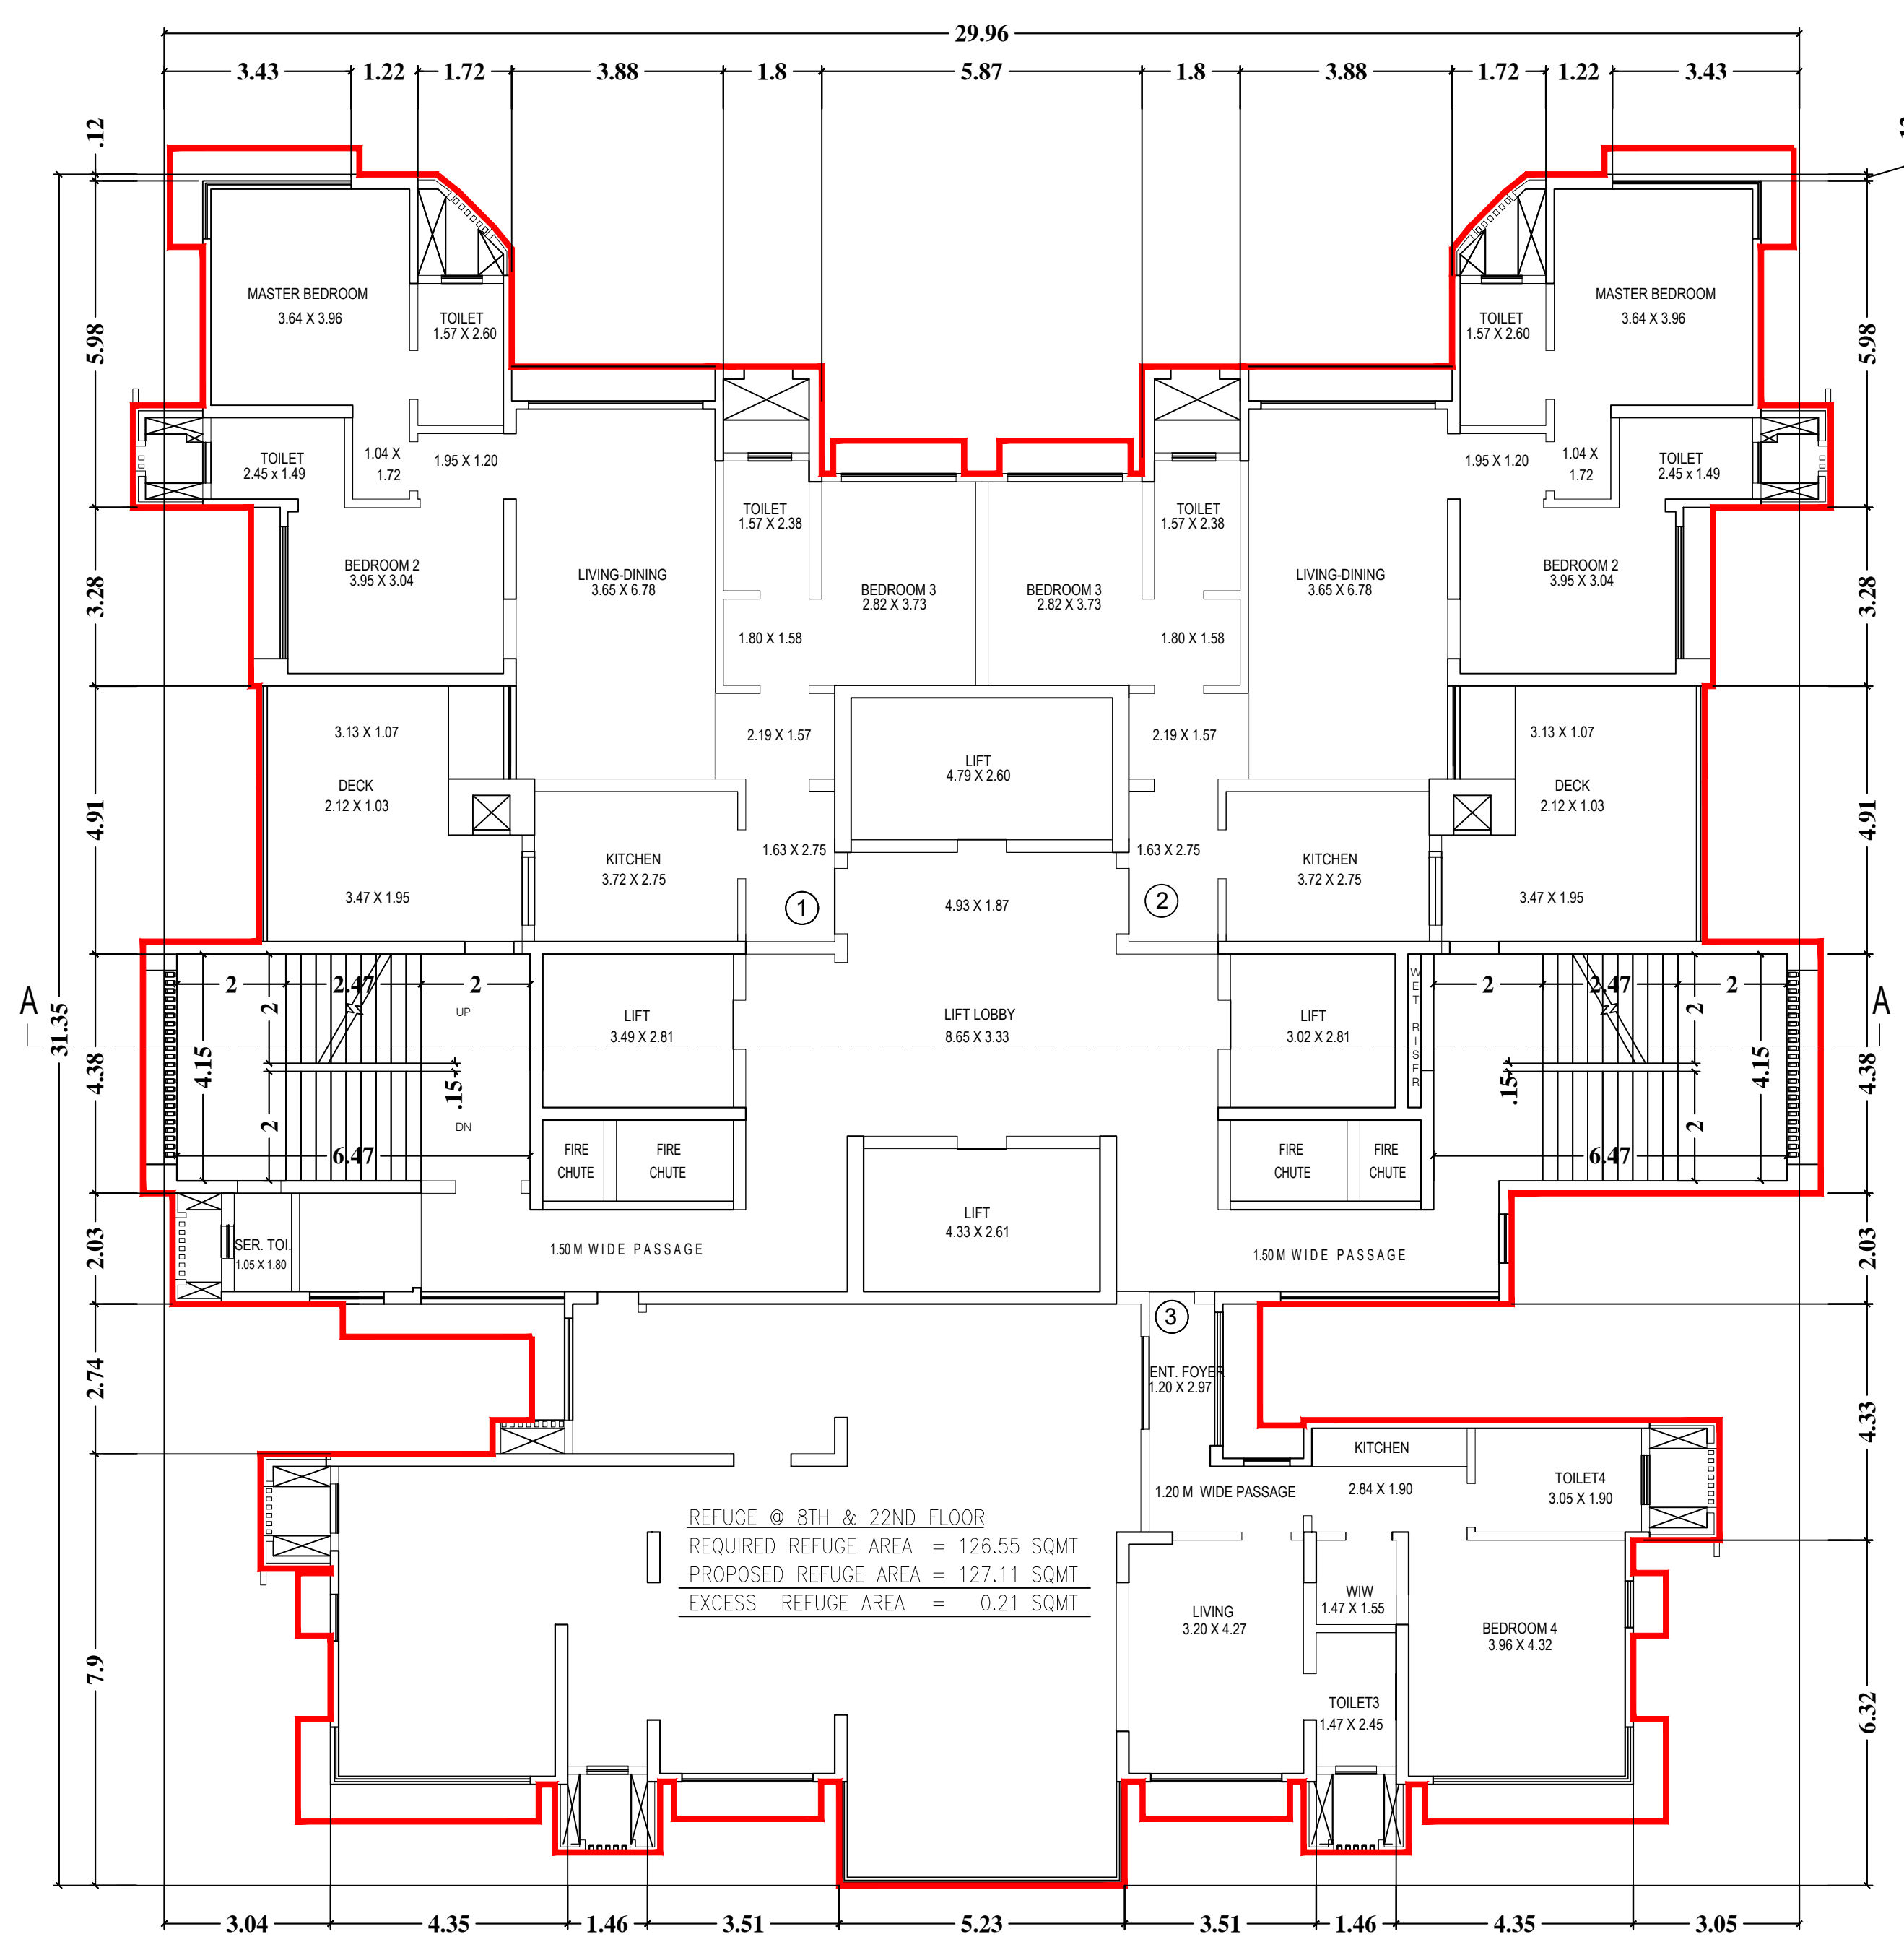 29.96
3.43 1.22 1.72 3.88 1.8 5.87 1.8 3.88 1.72 1.22 3.43
.12
MASTER BEDROOM
3.64 X 3.96
TOILET
1.57 X 2.60
TOILET
1.57 X 2.60
MASTER BEDROOM
3.64 X 3.96
5.98
5.98
TOILET
2.45 x 1.49
1.04 X
1.72
1.95 X 1.20
1.95 X 1.20
1.04 X
1.72
TOILET
2.45 x 1.49
TOILET
1.57 X 2.38
TOILET
1.57 X 2.38
BEDROOM 2
3.95 X 3.04
LIVING-DINING
3.65 X 6.78
BEDROOM 3
2.82 X 3.73
BEDROOM 3
2.82 X 3.73
LIVING-DINING
3.65 X 6.78
BEDROOM 2
3.95 X 3.04
3.28
3.28
1.80 X 1.58
1.80 X 1.58
3.13 X 1.07
2.19 X 1.57
LIFT
4.79 X 2.60
2.19 X 1.57
3.13 X 1.07
DECK
2.12 X 1.03
DECK
2.12 X 1.03
4.91
4.91
KITCHEN
3.72 X 2.75
1.63 X 2.75
1.63 X 2.75
KITCHEN
3.72 X 2.75
3.47 X 1.95
1
4.93 X 1.87
2
3.47 X 1.95
A
31.35
4.38
2 2.47 2
2
4.15
UP
.15
2
DN
6.47
LIFT
3.49 X 2.81
LIFT LOBBY
8.65 X 3.33
LIFT
3.02 X 2.81
WET RISER
2 2.47 2
2
4.15
.15
2
6.47
4.38
A
FIRE
CHUTE
FIRE
CHUTE
FIRE
CHUTE
FIRE
CHUTE
2.03
SER. TOI.
1.05 X 1.80
1.50 M WIDE PASSAGE
LIFT
4.33 X 2.61
1.50 M WIDE PASSAGE
2.03
3
2.74
ENT. FOYER
1.20 X 2.97
4.33
KITCHEN
2.84 X 1.90
1.20 M WIDE PASSAGE
TOILET4
3.05 X 1.90
REFUGE @ 8TH & 22ND FLOOR
REQUIRED REFUGE AREA = 126.55 SQMT
PROPOSED REFUGE AREA = 127.11 SQMT
EXCESS REFUGE AREA = 0.21 SQMT
WIW
1.47 X 1.55
LIVING
3.20 X 4.27
BEDROOM 4
3.96 X 4.32
7.9
6.32
TOILET3
1.47 X 2.45
3.04 4.35 1.46 3.51 5.23 3.51 1.46 4.35 3.05